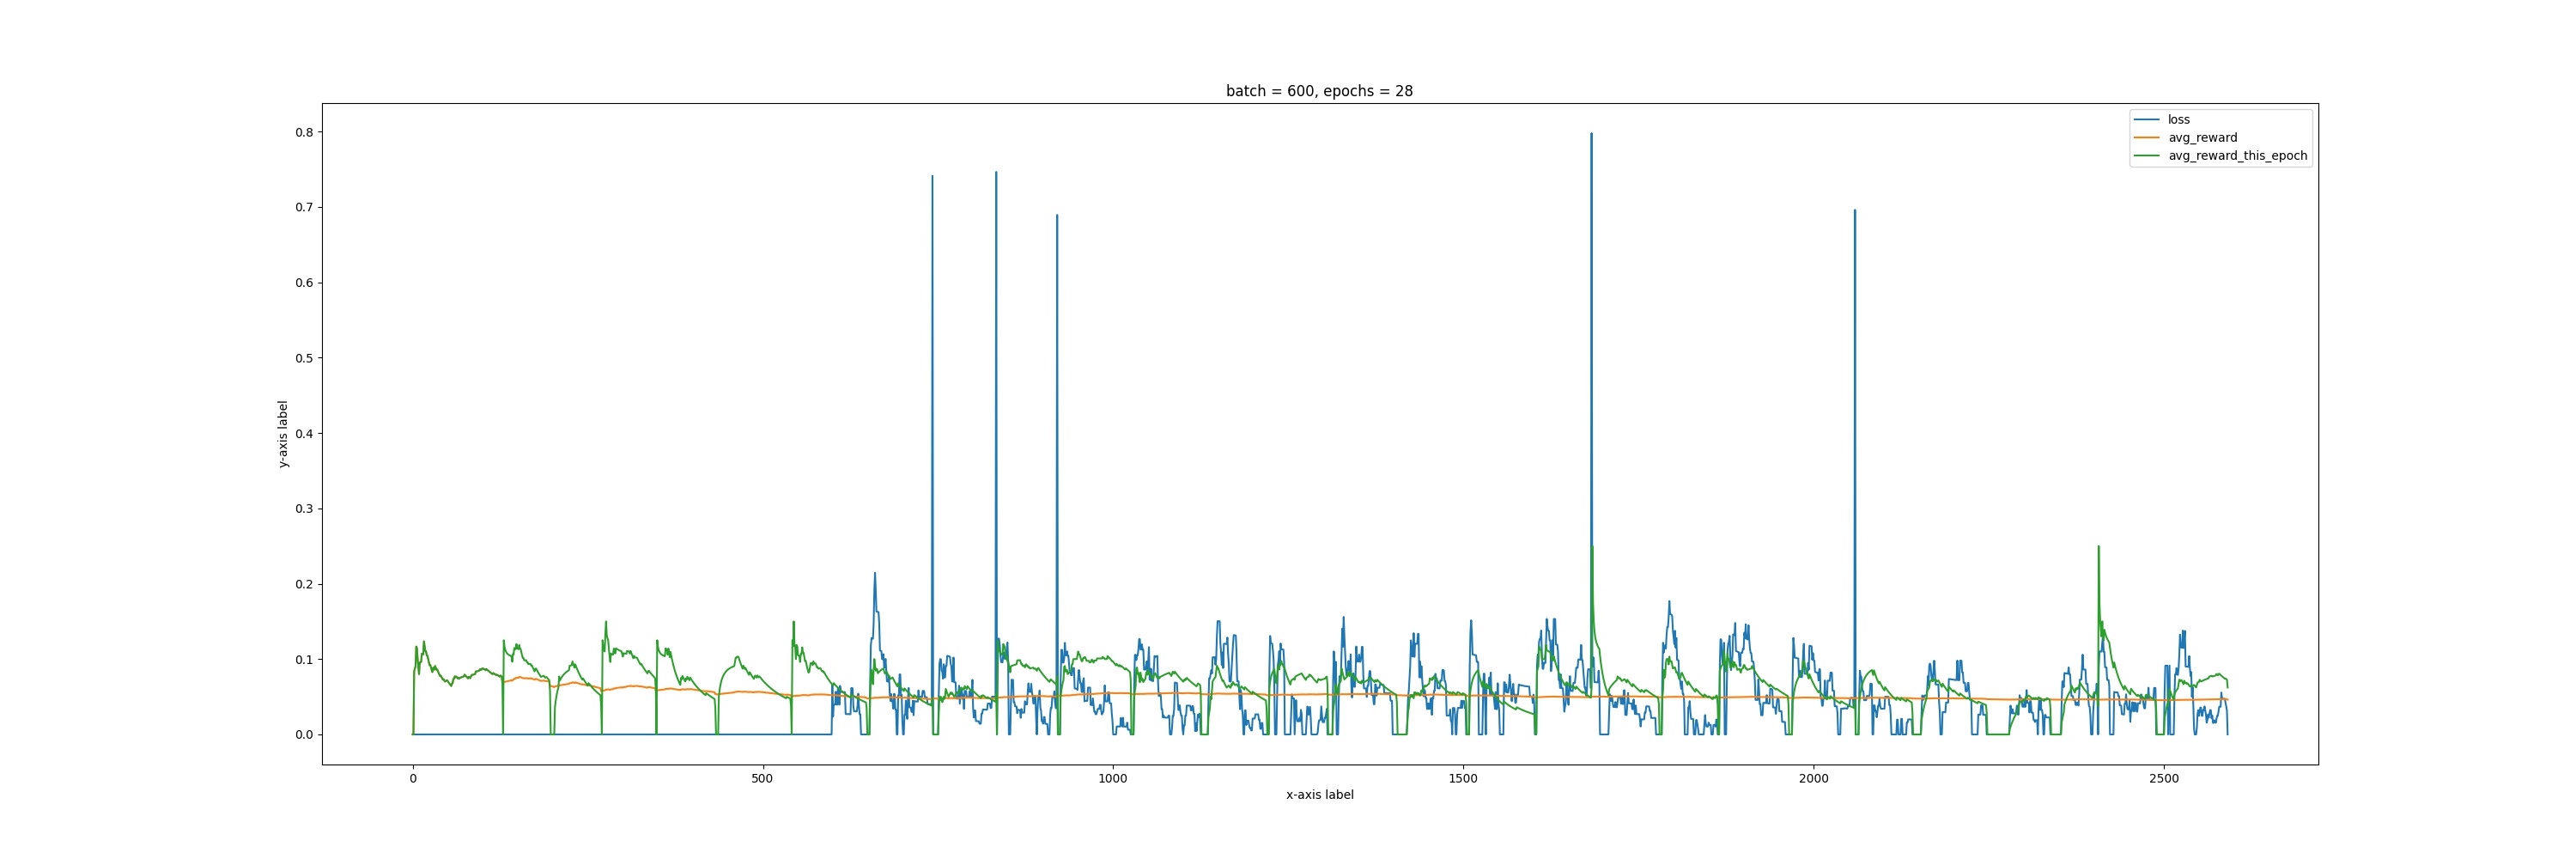 batch = 600, epochs = 28
loss
avg_reward
avg_reward_this_epoch
0.8
0.7
0.6
0.5
0.4
0.3
0.2
0.1
0.0
y-axis label
0
500
1000
1500
2000
2500
x-axis label